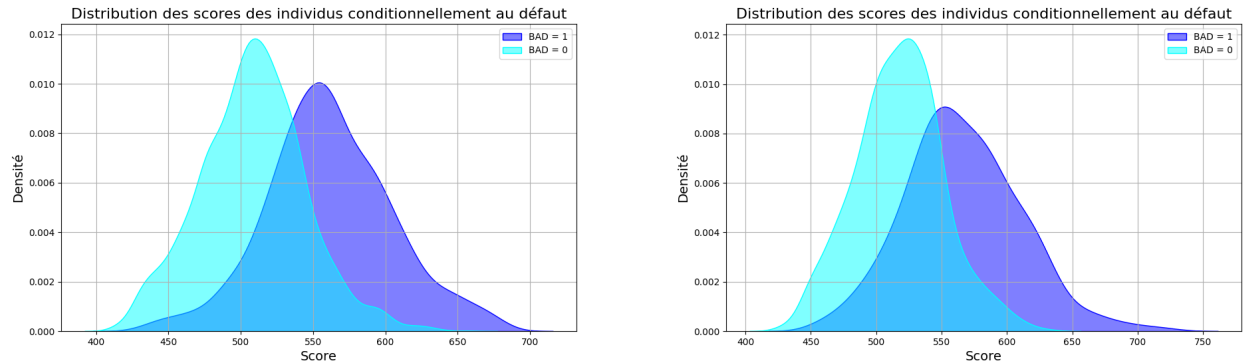 Distribution des scores des individus conditionnellement au défaut
BAD = 1
BAD = 0
Densité
0.012
0.010
0.008
0.006
0.004
0.002
0.000
400 450 500 550 600 650 700
Score
Distribution des scores des individus conditionnellement au défaut
BAD = 1
BAD = 0
Densité
0.012
0.010
0.008
0.006
0.004
0.002
0.000
400 450 500 550 600 650 700 750
Score